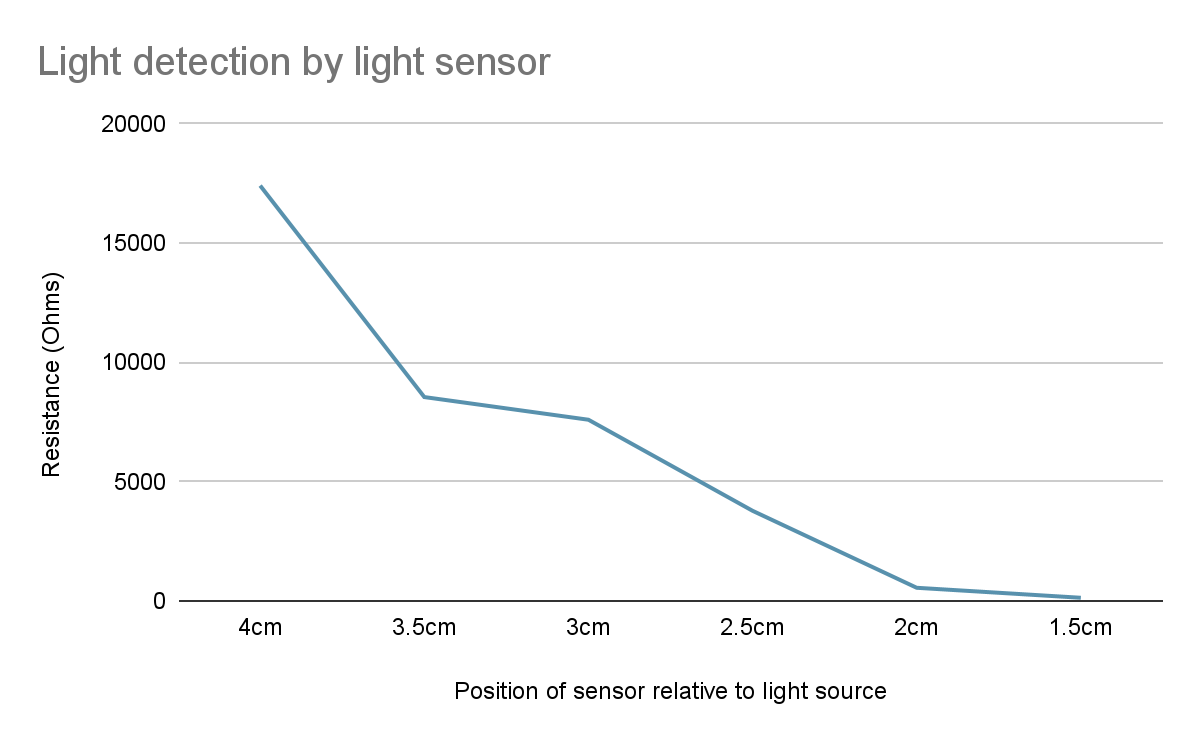 Light detection by light sensor
20000
15000
10000
5000
0
Resistance (Ohms)
4cm 3.5cm 3cm 2.5cm 2cm 1.5cm
Position of sensor relative to light source